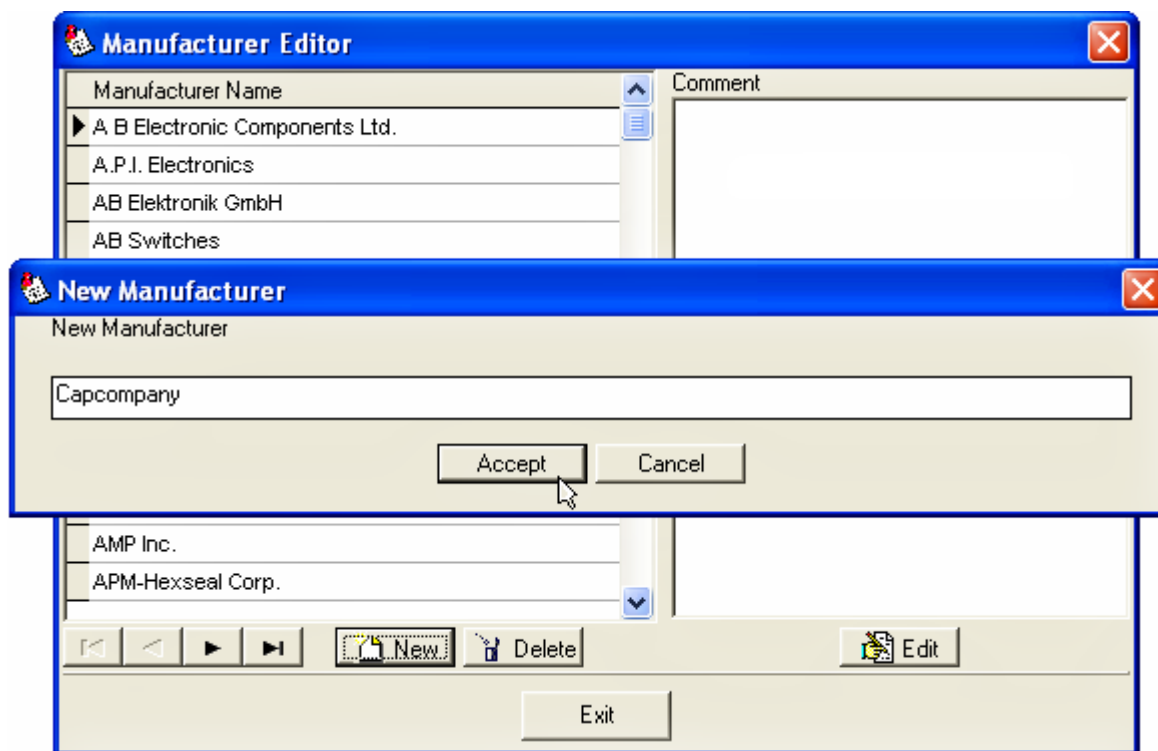 Manufacturer Editor
Manufacturer Name
Comment
A B Electronic Components Ltd.
A.P.I. Electronics
AB Elektronik GmbH
AB Switches
New Manufacturer
New Manufacturer
Capcompany
Accept
Cancel
AMP Inc.
APM-Hexseal Corp.
New
Delete
Edit
Exit